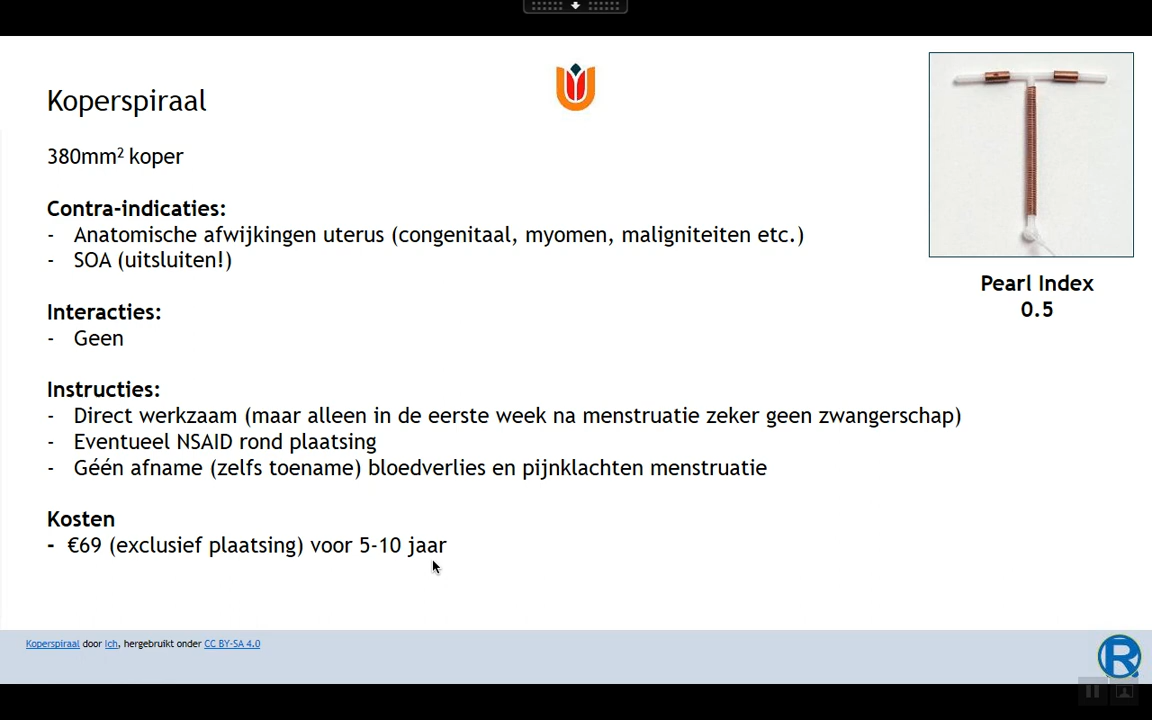 Koperspiraal
380mm² koper
Contra-indicaties:
- Anatomische afwijkingen uterus (congenitaal, myomen, maligniteiten etc.)
- SOA (uitsluiten!)
Interacties:
- Geen
Instructies:
- Direct werkzaam (maar alleen in de eerste week na menstruatie zeker geen zwangerschap)
- Eventueel NSAID rond plaatsing
- Géén afname (zelfs toename) bloedverlies en pijnklachten menstruatie
Kosten
- €69 (exclusief plaatsing) voor 5-10 jaar
Pearl Index
0.5
Koperspiraal door Ich, hergebruikt onder CC BY-SA 4.0
R